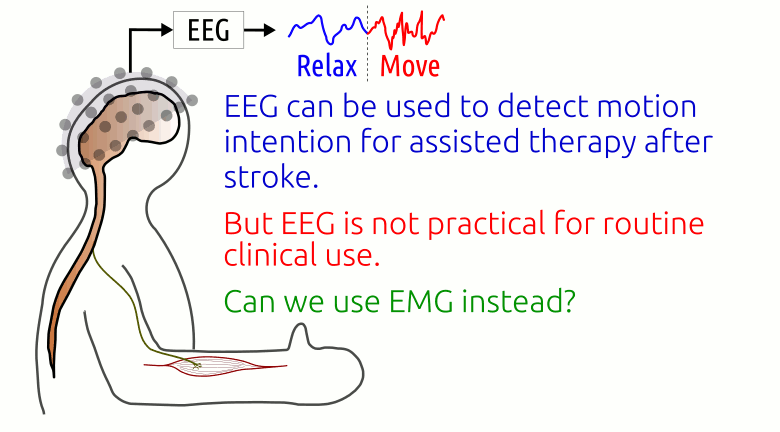 EEG
Relax Move
EEG can be used to detect motion
intention for assisted therapy after
stroke.
But EEG is not practical for routine
clinical use.
Can we use EMG instead?